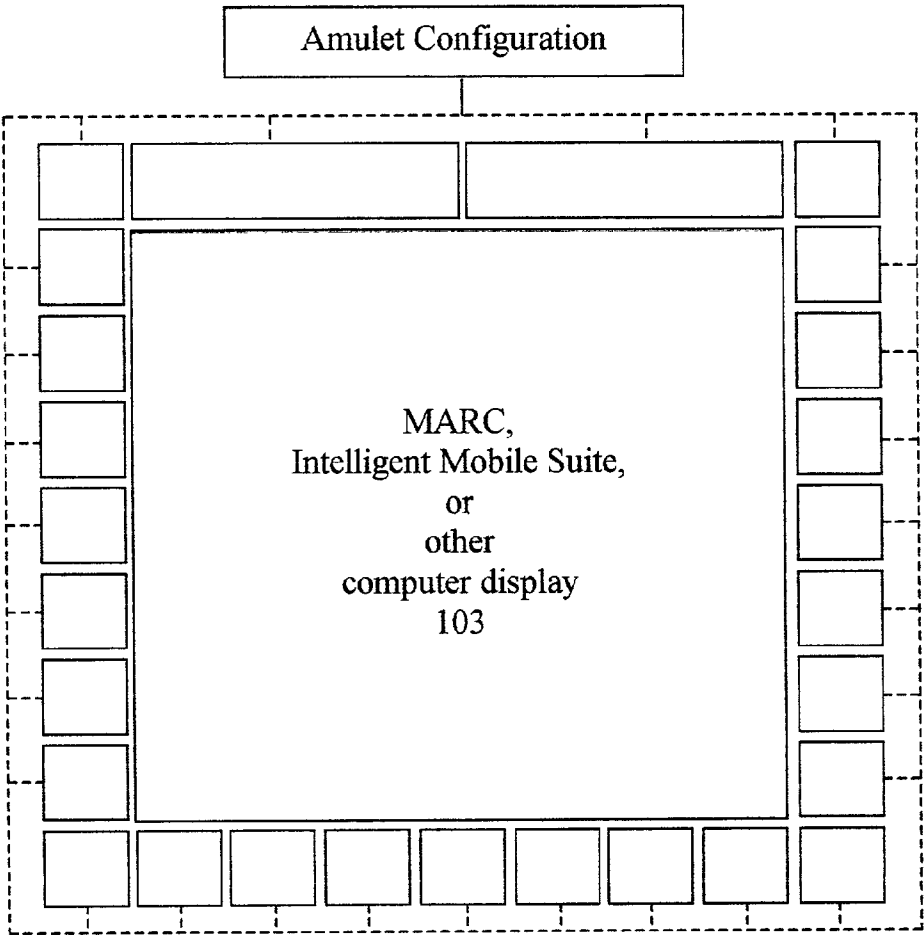 Amulet Configuration
MARC,
Intelligent Mobile Suite,
or
other
computer display
103